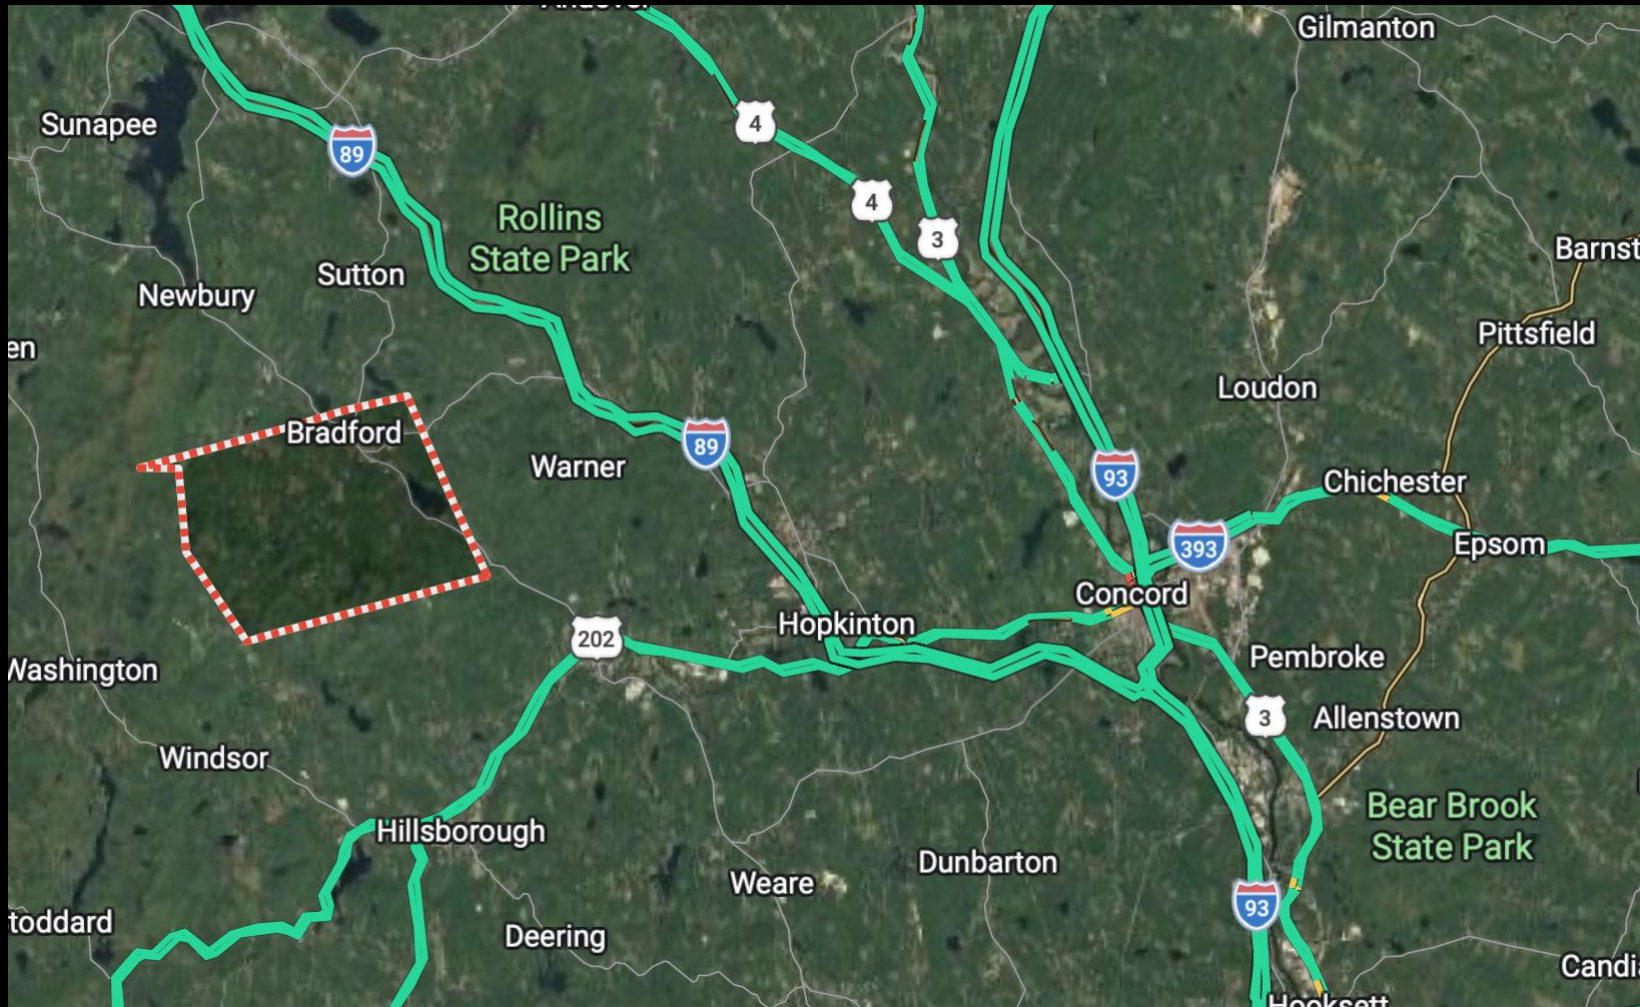 Gilmanton
4
Sunapee
89
4
Rollins
State Park
3
Barnst
Sutton
Newbury
Pittsfield
en
Loudon
Bradford
89
Warner
93
Chichester
393
Epsom
Concord
Hopkinton
202
Pembroke
Washington
3
Allenstown
Windsor
Bear Brook
State Park
Hillsborough
Dunbarton
Weare
93
toddard
Deering
Candi
Hooksett